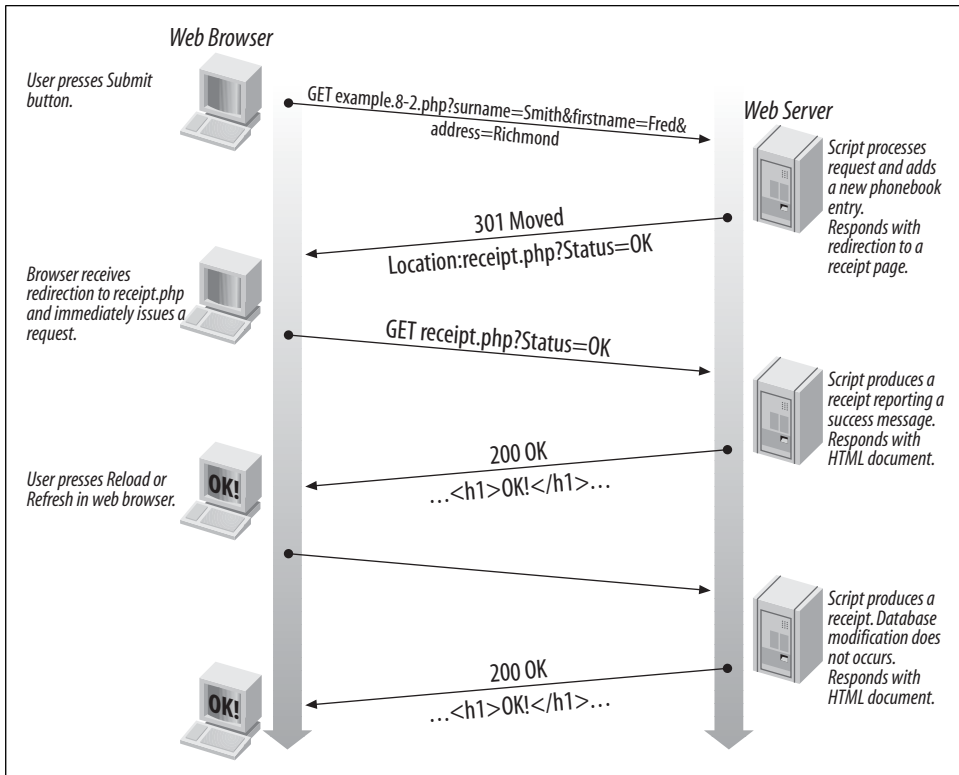 Web Browser
User presses Submit
button.
GET example.8-2.php?surname=Smith&firstname=Fred&
address=Richmond
Web Server
Script processes
request and adds
a new phonebook
entry.
Responds with
redirection to a
receipt page.
301 Moved
Location:receipt.php?Status=OK
Browser receives
redirection to receipt.php
and immediately issues a
request.
GET receipt.php?Status=OK
Script produces a
receipt reporting a
success message.
Responds with
HTML document.
200 OK
...<h1>OK!</h1>...
User presses Reload or
Refresh in web browser.
OK!
Script produces a
receipt. Database
modification does
not occurs.
Responds with
HTML document.
200 OK
...<h1>OK!</h1>...
OK!